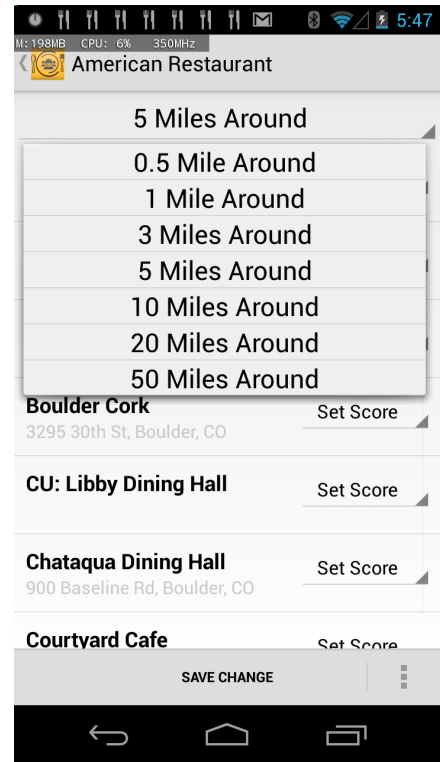 5:47
M: 198MB CPU: 6% 350MHz
American Restaurant
5 Miles Around
0.5 Mile Around
1 Mile Around
3 Miles Around
5 Miles Around
10 Miles Around
20 Miles Around
50 Miles Around
Boulder Cork
Set Score
3295 30th St, Boulder, CO
CU: Libby Dining Hall
Set Score
Chataqua Dining Hall
Set Score
900 Baseline Rd, Boulder, CO
Courtyard Cafe
Set Score
SAVE CHANGE